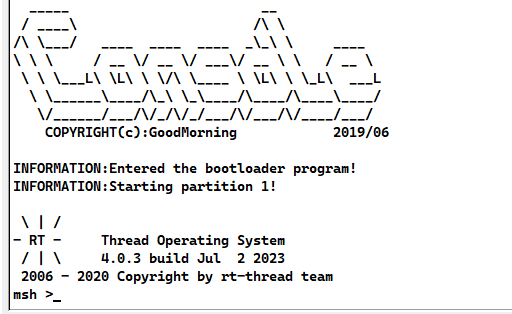 Console
COPYRIGHT(c):GoodMorning 2019/06
INFORMATION:Entered the bootloader program!
INFORMATION:Starting partition 1!
\ | /
- RT - Thread Operating System
/ | \ 4.0.3 build Jul 2 2023
2006 - 2020 Copyright by rt-thread team
msh >_